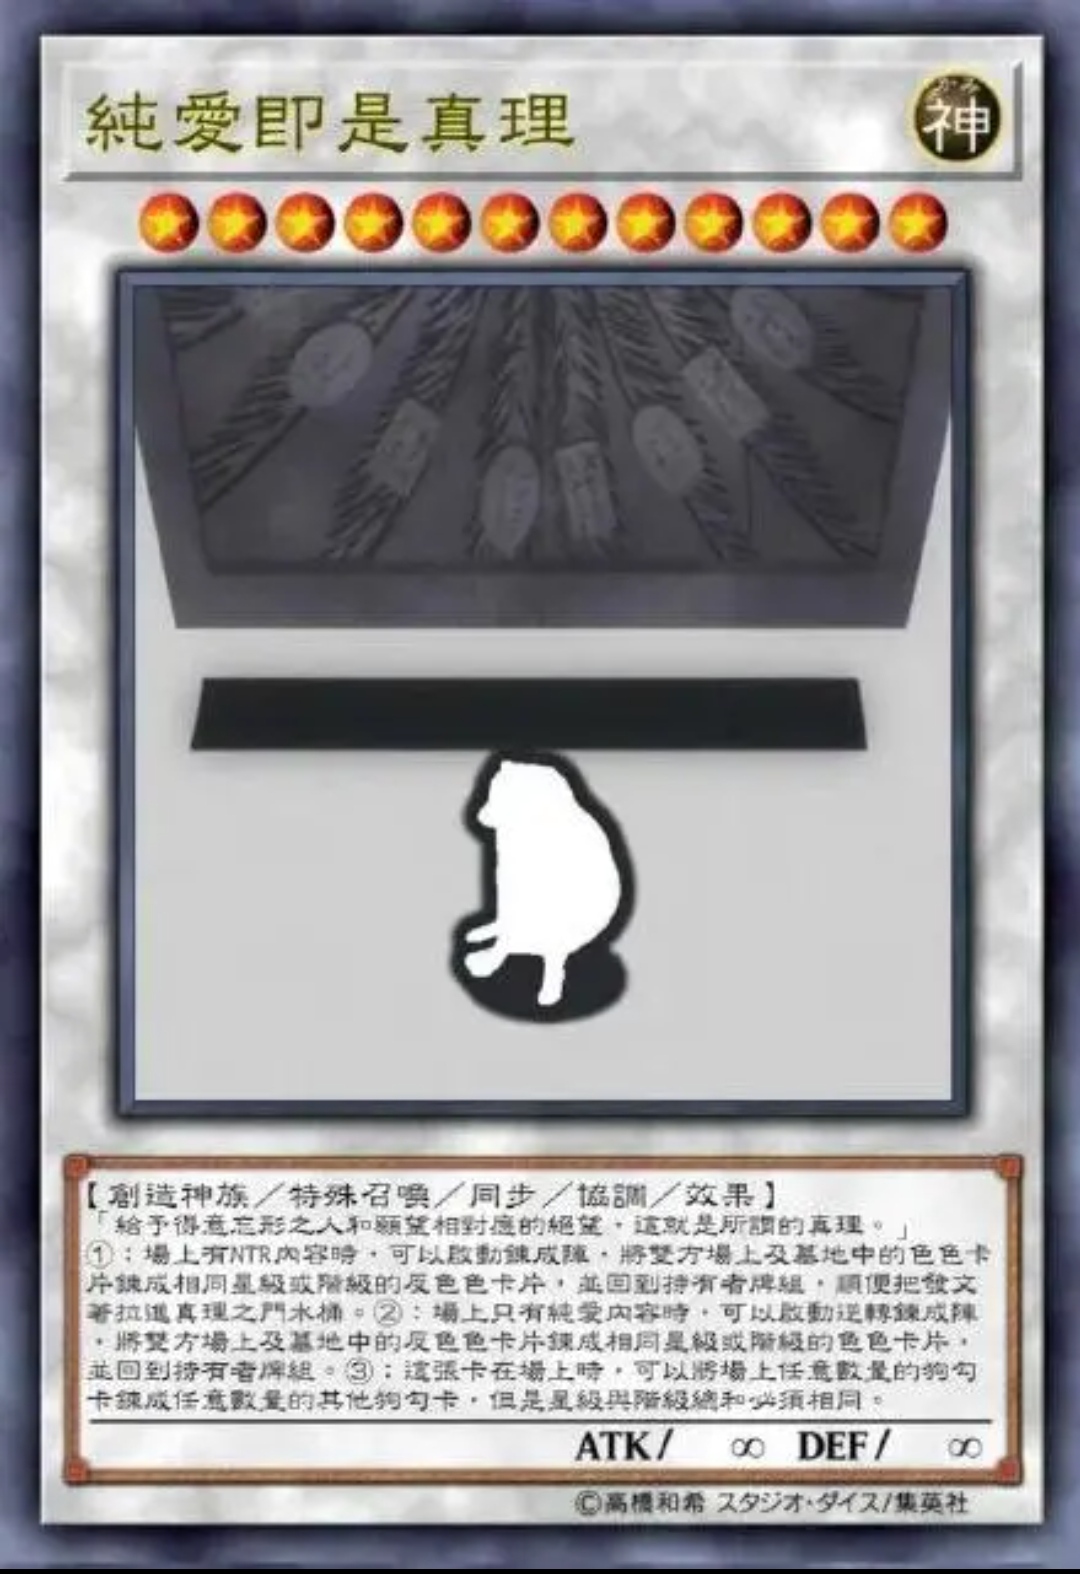 純愛即是真理
神
【創造神族／特殊召喚／同步／協調／效果】
「給予得意忘形之人和願望相對應的絕望，這就是所謂的真理。」
①：場上有NTR內容時，可以啟動鍊成陣，將雙方場上及墓地中的色色卡
片鍊成相同星級或階級的反色色卡片，並回到持有者牌組，順便把發文
者拉進真理之門水桶。②：場上只有純愛內容時，可以啟動逆轉鍊成陣
，將雙方場上及墓地中的反色色卡片鍊成相同星級或階級的色色卡片，
並回到持有者牌組。③：這張卡在場上時，可以將場上任意數量的狗勾
卡鍊成任意數量的其他狗勾卡，但是星級與階級總和必須相同。
ATK/ ∞ DEF/ ∞
©高橋和希 スタジオ・ダイス/集英社